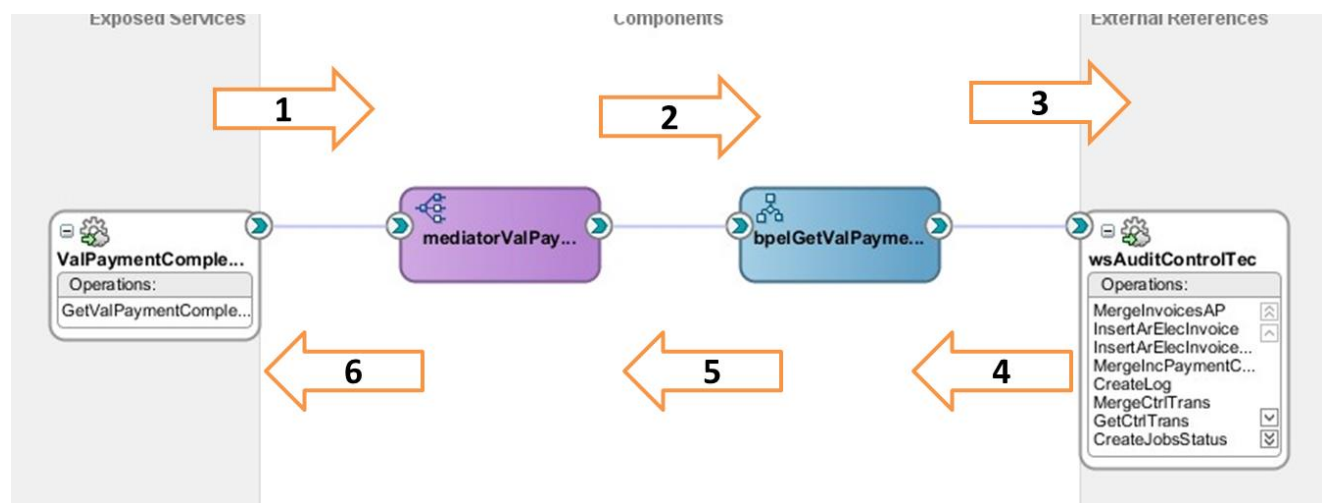 Exposed Services
Components
External References
1
2
3
mediatorValPay...
bpelGetValPayme...
ValPaymentComple...
Operations:
GetValPaymentComple...
wsAuditControlTec
Operations:
MergeInvoicesAP
InsertArElecInvoice
InsertArElecInvoice...
MergeIncPaymentC...
CreateLog
MergeCtrlTrans
GetCtrlTrans
CreateJobsStatus
6
5
4